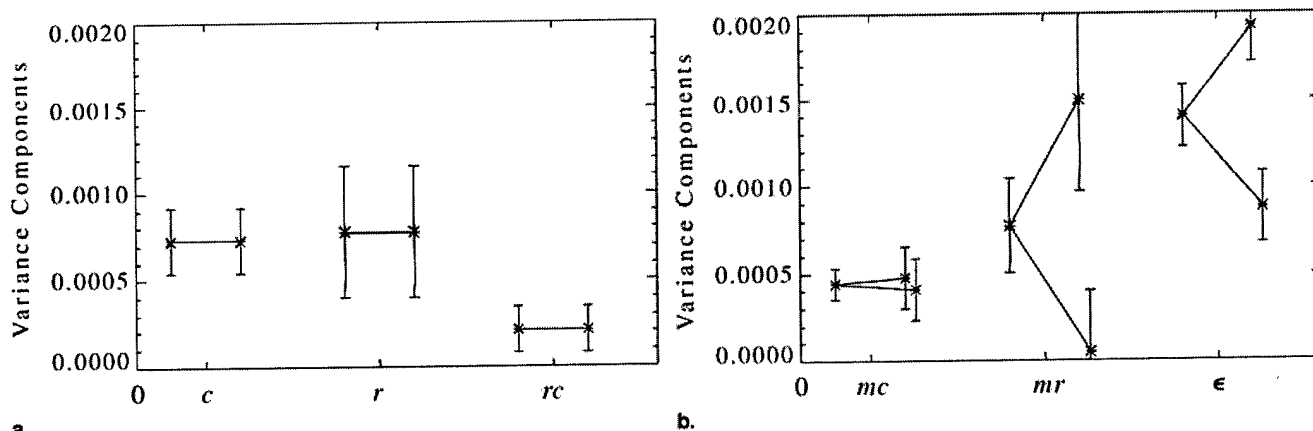 Variance Components
0.0020
0.0015
0.0010
0.0005
0.0000
0
c
r
rc
a
Variance Components
0.0020
0.0015
0.0010
0.0005
0.0000
0
mc
mr
ϵ
b.